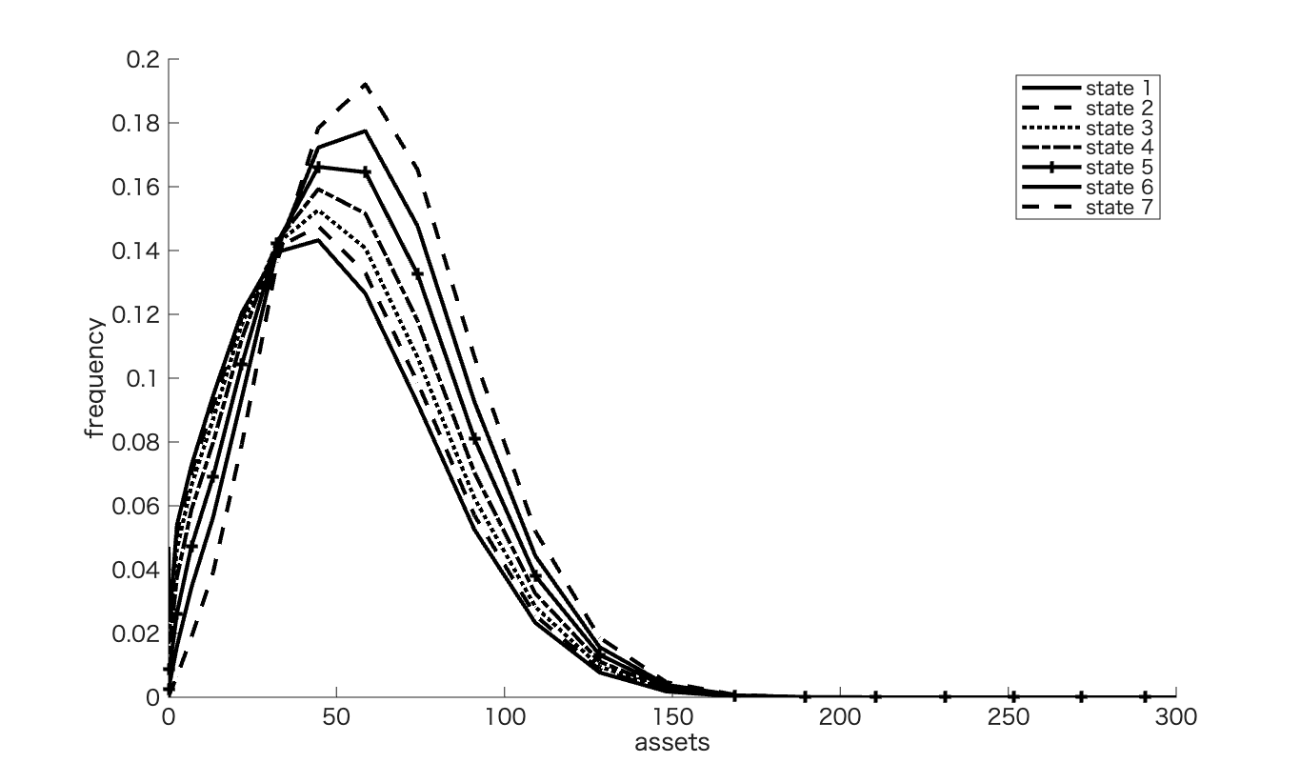 0.2
0.18
0.16
0.14
0.12
0.1
0.08
0.06
0.04
0.02
0
frequency
state 1
state 2
state 3
state 4
state 5
state 6
state 7
0 50 100 150 200 250 300
assets